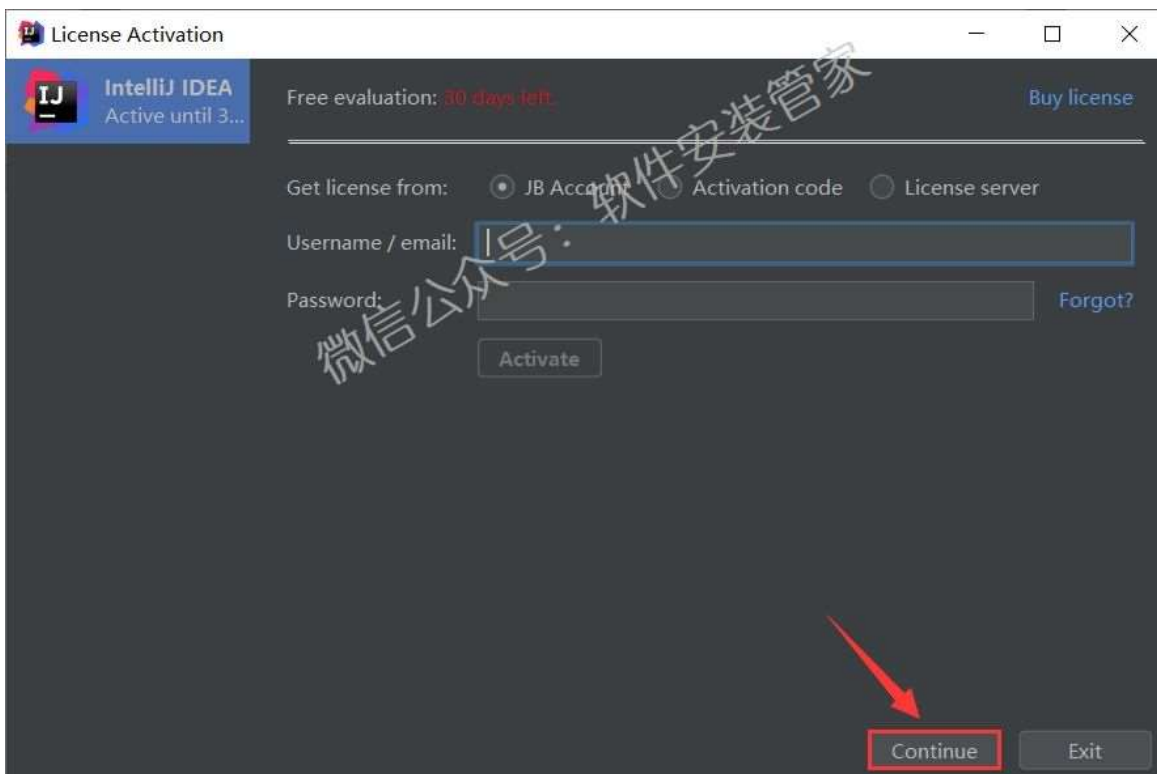 License Activation
IntelliJ IDEA
Active until 3...
Free evaluation: 30 days left.
Buy license
Get license from: JB Account Activation code License server
Username / email:
Password:
Forgot?
Activate
微信公众号：软件安装管家
Continue
Exit